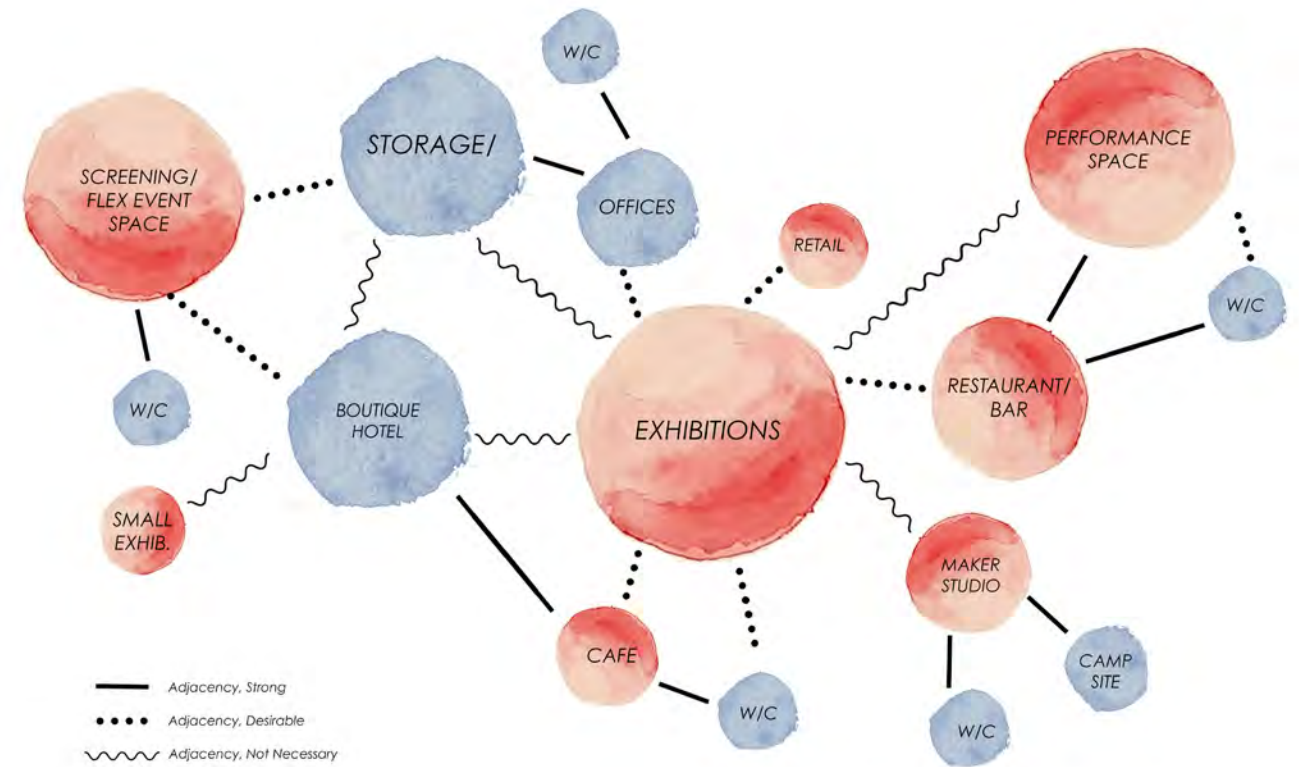 W/C
STORAGE/
PERFORMANCE
SPACE
SCREENING/
FLEX EVENT
SPACE
OFFICES
RETAIL
W/C
RESTAURANT/
BAR
W/C
BOUTIQUE
HOTEL
EXHIBITIONS
SMALL
EXHIB.
MAKER
STUDIO
CAFE
CAMP
SITE
W/C
W/C
Adjacency, Strong
Adjacency, Desirable
Adjacency, Not Necessary